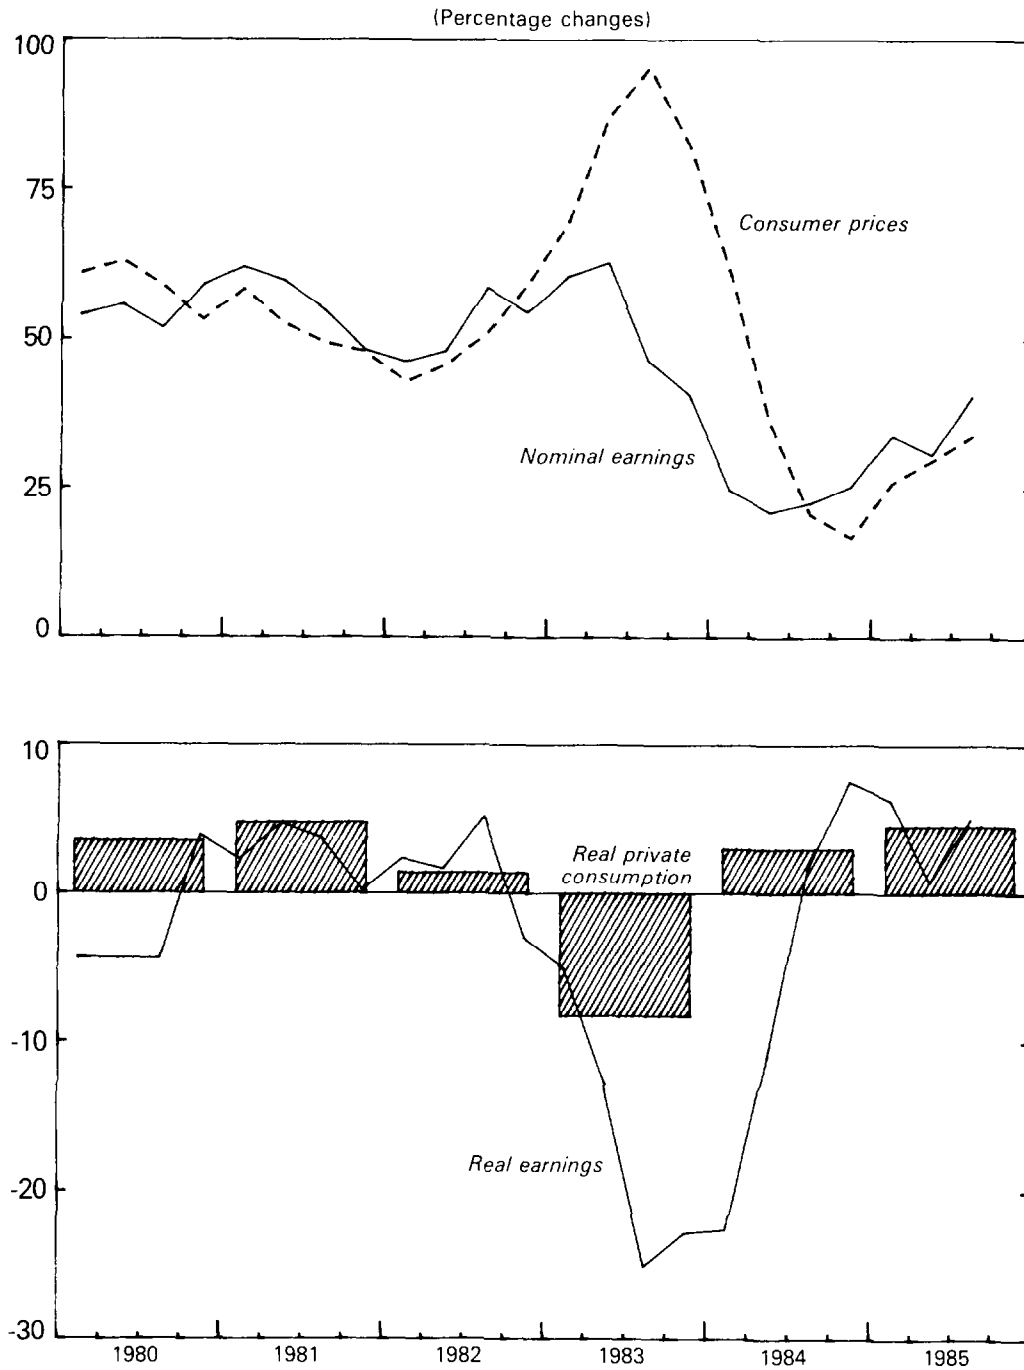 (Percentage changes)
100
75
Consumer prices
50
Nominal earnings
25
0
10
Real private
consumption
0
-10
Real earnings
-20
-30
1980 1981 1982 1983 1984 1985